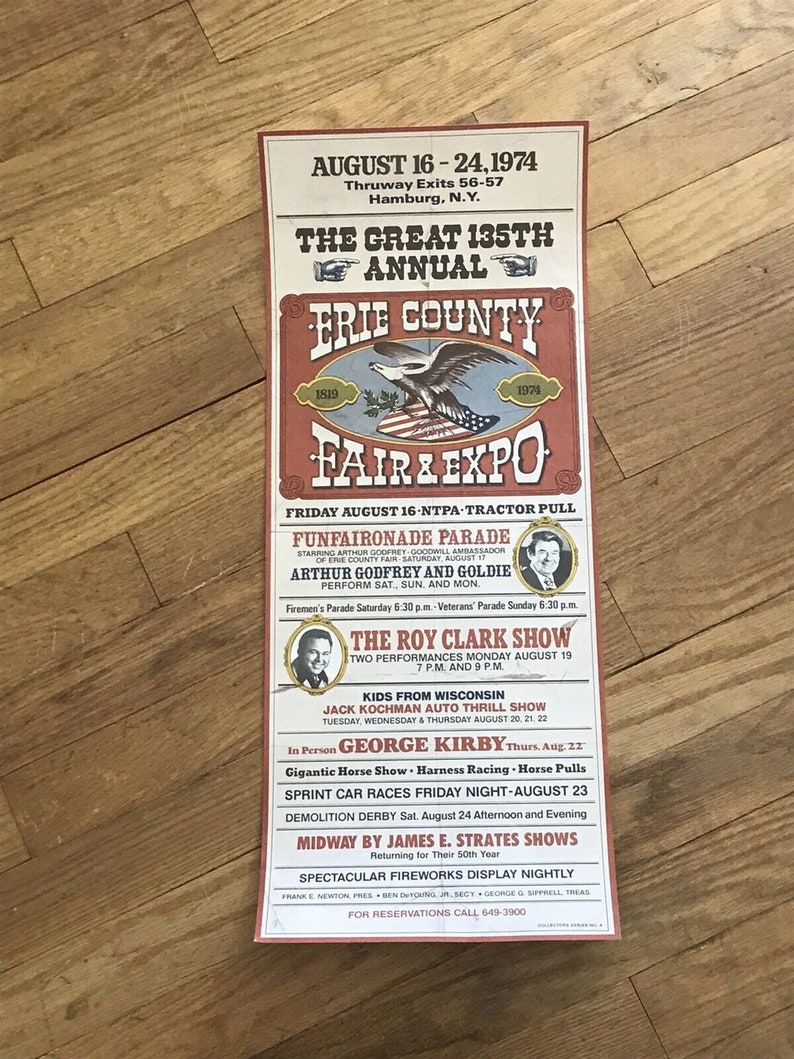 AUGUST 16 - 24, 1974
Thruway Exits 56-57
Hamburg, N.Y.
THE GREAT 135TH
ANNUAL
ERIE COUNTY
1819 1974
FAIR & EXPO
FRIDAY AUGUST 16 · NTPA · TRACTOR PULL
FUNFAIRONADE PARADE
STARRING ARTHUR GODFREY - GOODWILL AMBASSADOR
OF ERIE COUNTY FAIR - SATURDAY, AUGUST 17
ARTHUR GODFREY AND GOLDIE
PERFORM SAT., SUN. AND MON.
Firemen's Parade Saturday 6:30 p.m. - Veterans' Parade Sunday 6:30 p.m.
THE ROY CLARK SHOW
TWO PERFORMANCES MONDAY AUGUST 19
7 P.M. AND 9 P.M.
KIDS FROM WISCONSIN
JACK KOCHMAN AUTO THRILL SHOW
TUESDAY, WEDNESDAY & THURSDAY AUGUST 20, 21, 22
In Person GEORGE KIRBY Thurs. Aug. 22
Gigantic Horse Show • Harness Racing • Horse Pulls
SPRINT CAR RACES FRIDAY NIGHT - AUGUST 23
DEMOLITION DERBY Sat. August 24 Afternoon and Evening
MIDWAY BY JAMES E. STRATES SHOWS
Returning for Their 50th Year
SPECTACULAR FIREWORKS DISPLAY NIGHTLY
FRANK E. NEWTON, PRES. • BEN DeYOUNG, JR., SECY. • GEORGE G. SIPPRELL, TREAS.
FOR RESERVATIONS CALL 649-3900
COLLECTORS SERIES NO. 4